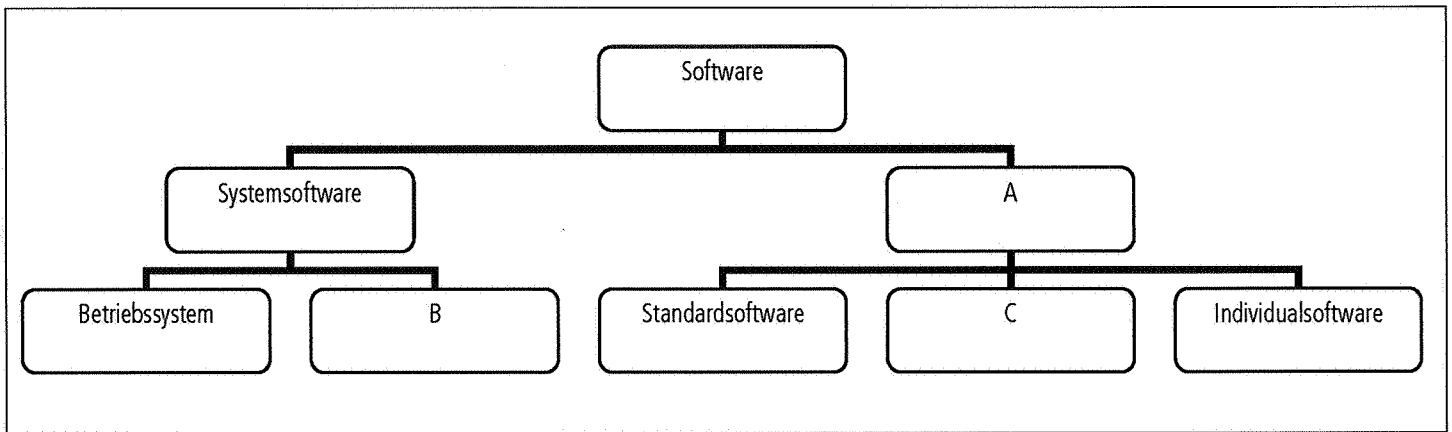 Software
Systemsoftware
A
Betriebssystem
B
Standardsoftware
C
Individualsoftware